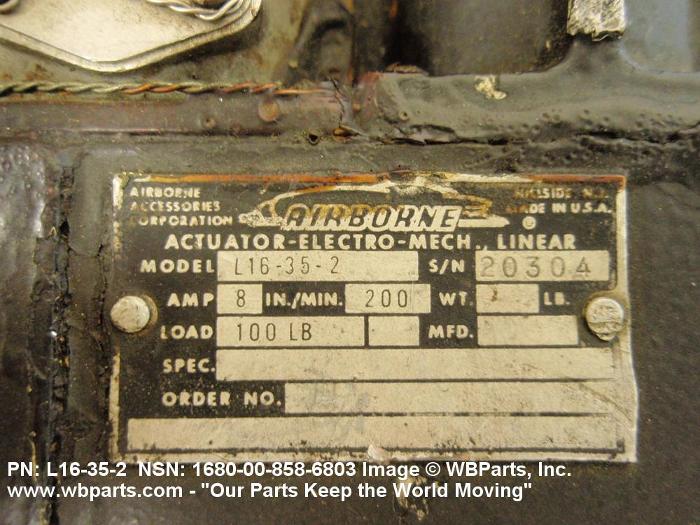 AIRBORNE
ACCESSORIES
CORPORATION
AIRBORNE
HILLSIDE N.J.
MADE IN U.S.A.
ACTUATOR-ELECTRO-MECH., LINEAR
MODEL L16-35-2 S/N 20304
AMP 8 IN./MIN. 200 WT. LB.
LOAD 100 LB MFD.
SPEC.
ORDER NO.
PN: L16-35-2 NSN: 1680-00-858-6803 Image © WBParts, Inc.
www.wbparts.com - "Our Parts Keep the World Moving"